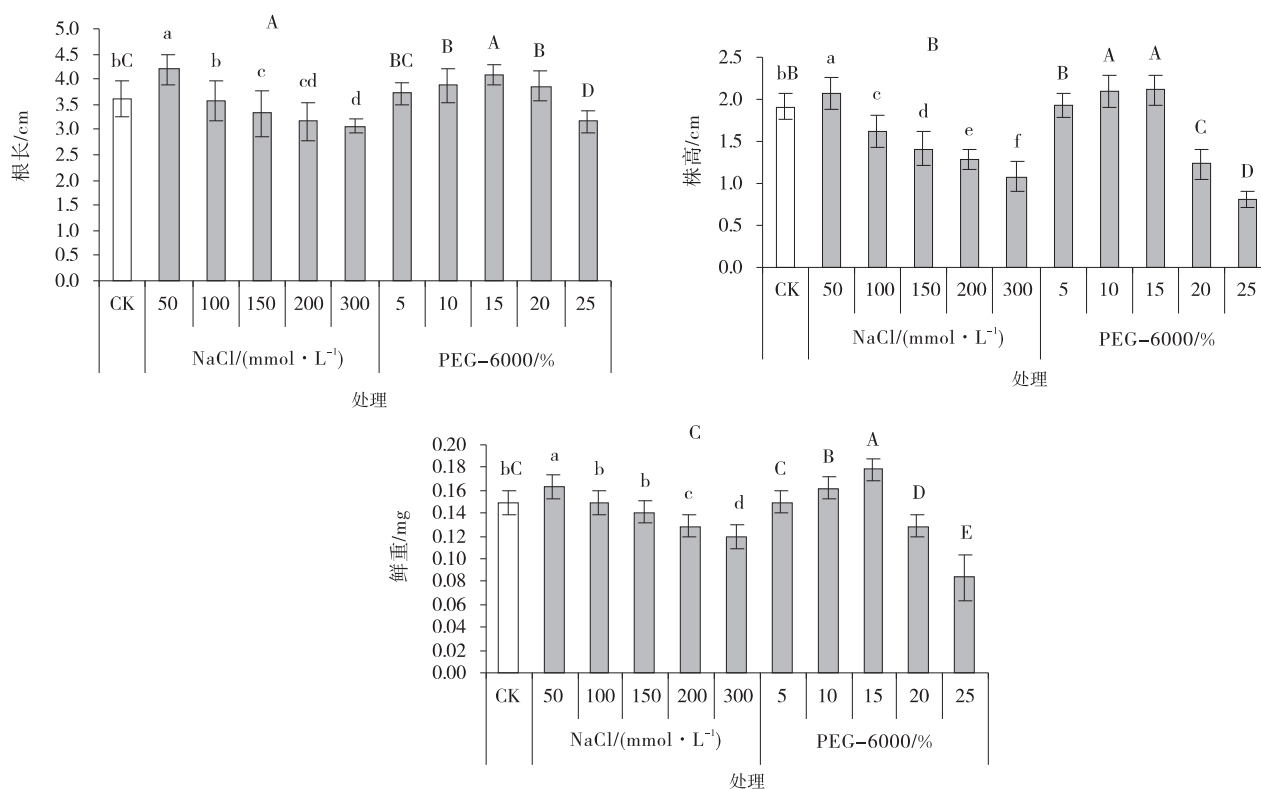 A
5.0
4.5
4.0
3.5
3.0
2.5
2.0
1.5
1.0
0.5
0.0
根长/cm
bC a b c cd d BC B A B D
CK 50 100 150 200 300 5 10 15 20 25
NaCl/(mmol·L⁻¹) PEG-6000/%
处理
B
2.5
2.0
1.5
1.0
0.5
0.0
株高/cm
bB a c d e f B A A C D
CK 50 100 150 200 300 5 10 15 20 25
NaCl/(mmol·L⁻¹) PEG-6000/%
处理
C
0.20
0.18
0.16
0.14
0.12
0.10
0.08
0.06
0.04
0.02
0.00
鲜重/mg
bC a b b c d C B A D E
CK 50 100 150 200 300 5 10 15 20 25
NaCl/(mmol·L⁻¹) PEG-6000/%
处理